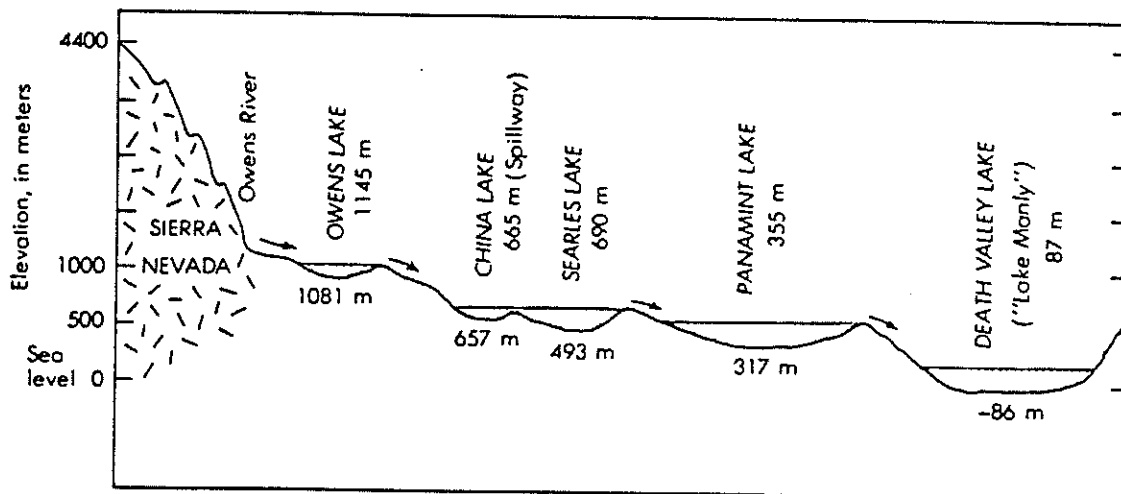 Elevation, in meters
4400
1000
500
Sea
level 0
SIERRA
NEVADA
Owens River
OWENS LAKE
1145 m
1081 m
CHINA LAKE
665 m (Spillway)
657 m
SEARLES LAKE
690 m
493 m
PANAMINT LAKE
355 m
317 m
DEATH VALLEY LAKE
("Lake Manly")
87 m
-86 m